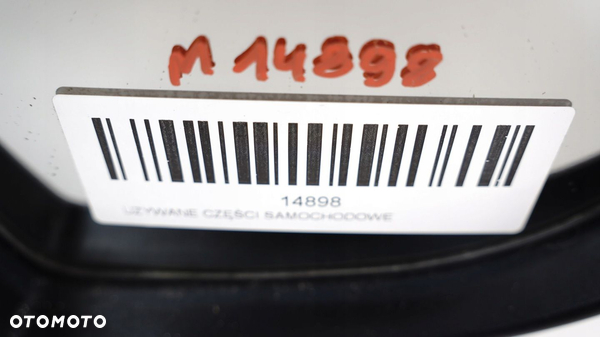 M 14898
14898
UŻYWANE CZĘŚCI SAMOCHODOWE
OTOMOTO